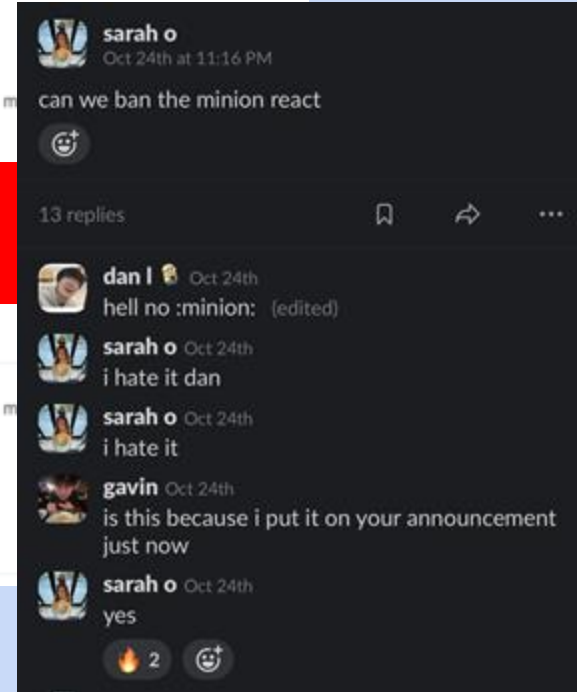 sarah o
Oct 24th at 11:16 PM
m
can we ban the minion react
13 replies
dan l Oct 24th
hell no :minion: (edited)
sarah o Oct 24th
i hate it dan
m
sarah o Oct 24th
i hate it
gavin Oct 24th
is this because i put it on your announcement
just now
sarah o Oct 24th
yes
2